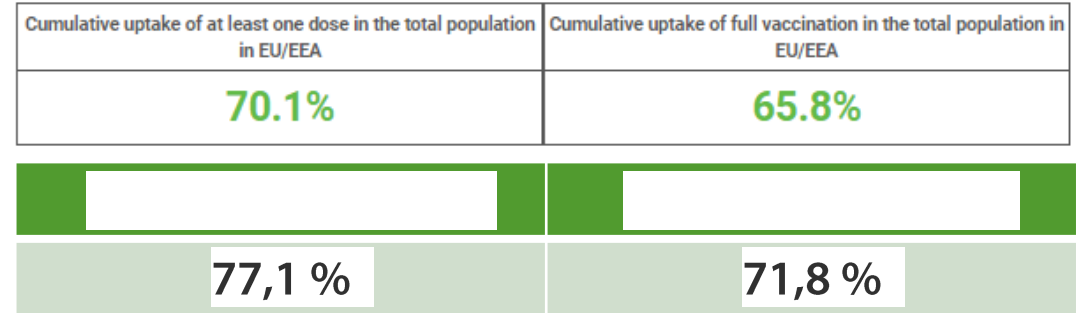 Cumulative uptake of at least one dose in the total population
in EU/EEA
Cumulative uptake of full vaccination in the total population in
EU/EEA
70.1%
65.8%
77,1 %
71,8 %